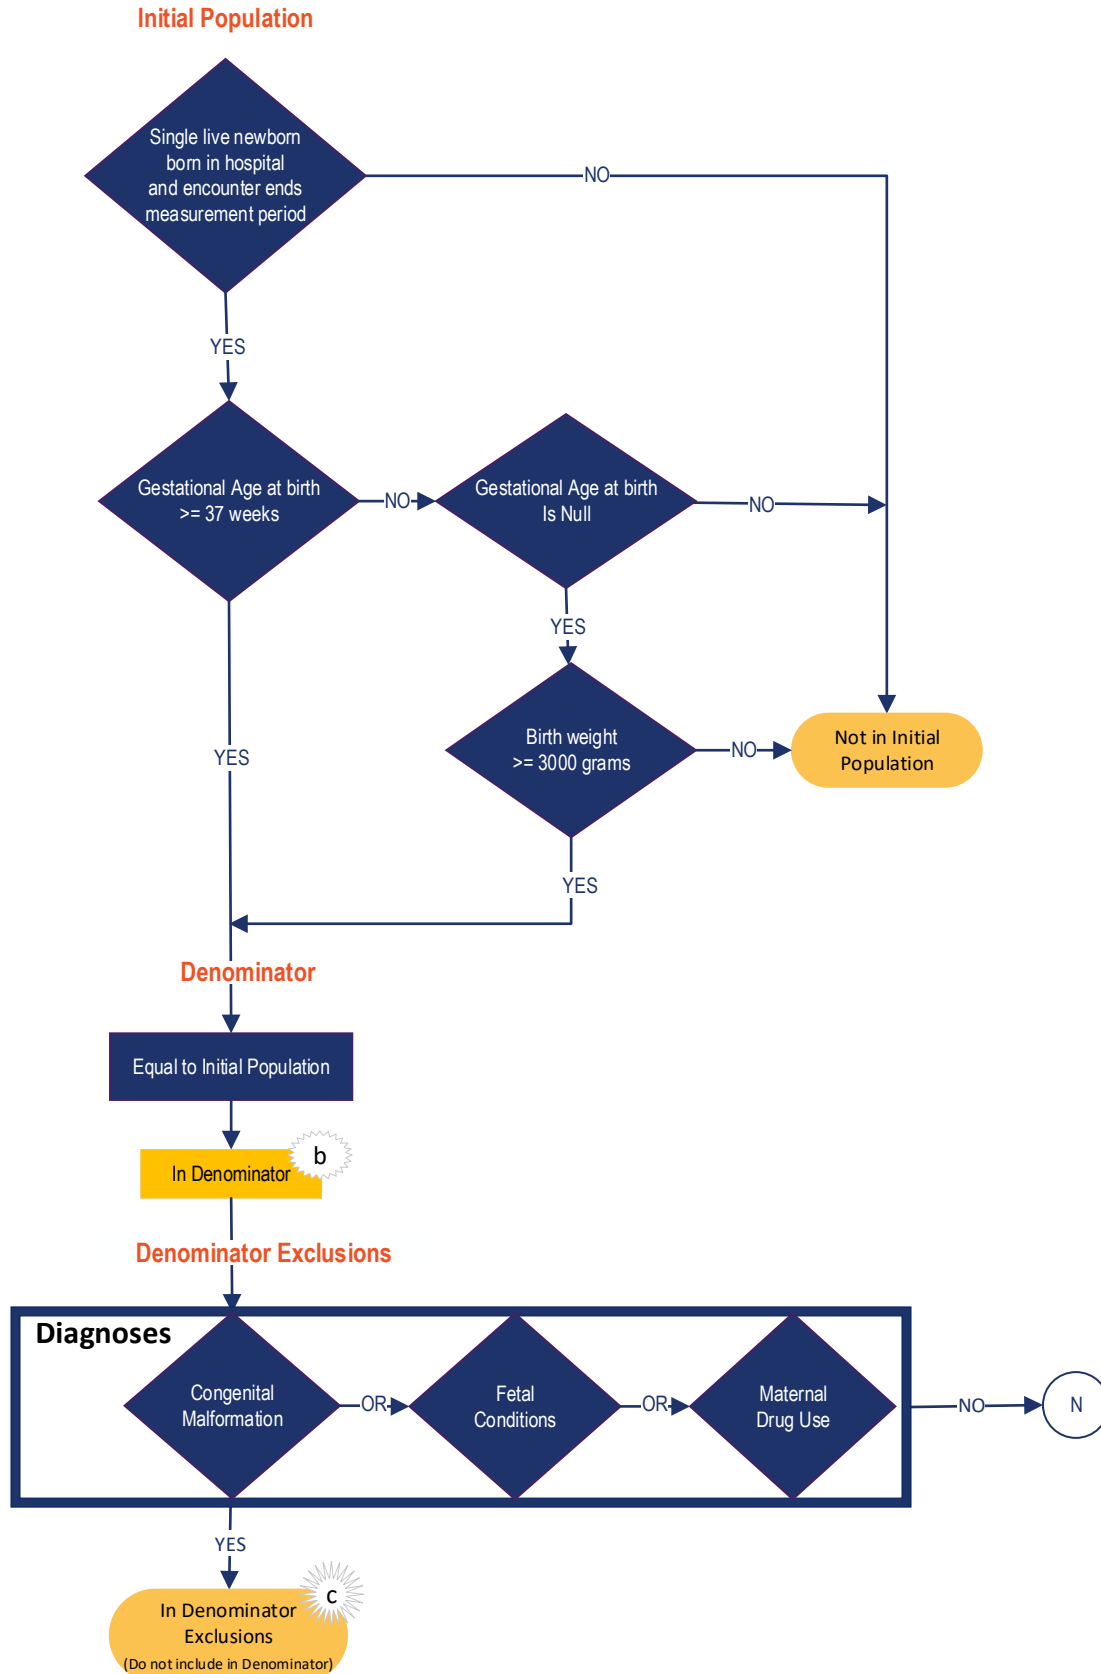 Initial Population
Single live newborn
born in hospital
and encounter ends
measurement period
NO
YES
Gestational Age at birth
>= 37 weeks
NO
Gestational Age at birth
Is Null
NO
YES
YES
Birth weight
>= 3000 grams
NO
Not in Initial
Population
YES
Denominator
Equal to Initial Population
In Denominator
b
Denominator Exclusions
Diagnoses
Congenital
Malformation
OR
Fetal
Conditions
OR
Maternal
Drug Use
NO
N
YES
c
In Denominator
Exclusions
(Do not include in Denominator)